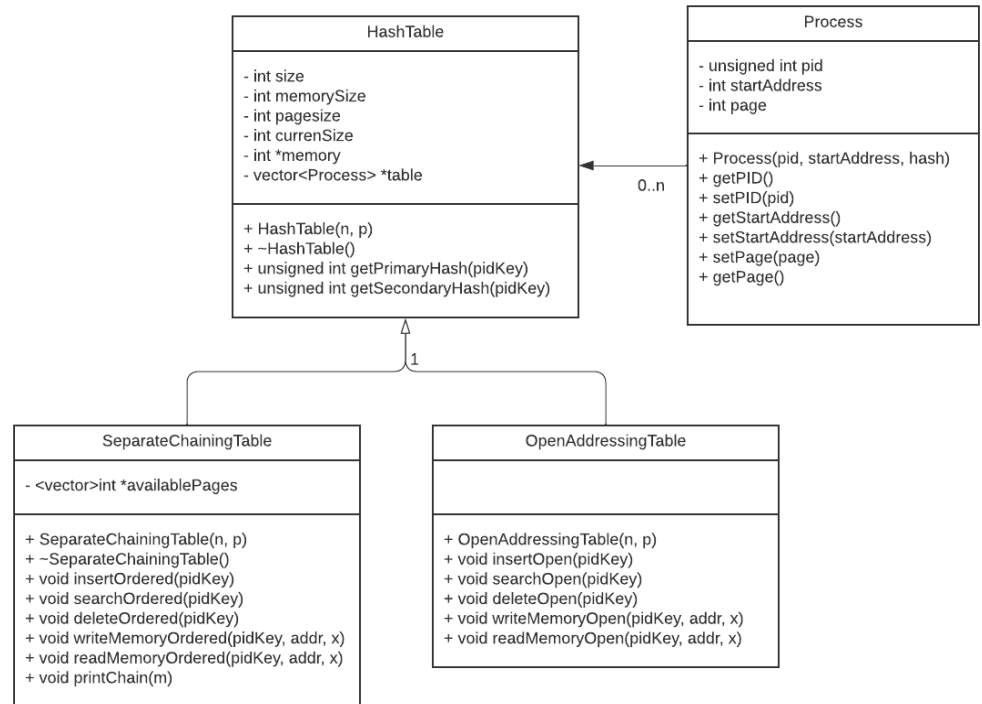 HashTable
- int size
- int memorySize
- int pagesize
- int currenSize
- int *memory
- vector<Process> *table
+ HashTable(n, p)
+ ~HashTable()
+ unsigned int getPrimaryHash(pidKey)
+ unsigned int getSecondaryHash(pidKey)
Process
- unsigned int pid
- int startAddress
- int page
+ Process(pid, startAddress, hash)
+ getPID()
+ setPID(pid)
+ getStartAddress()
+ setStartAddress(startAddress)
+ setPage(page)
+ getPage()
0..n
1
SeparateChainingTable
- <vector>int *availablePages
+ SeparateChainingTable(n, p)
+ ~SeparateChainingTable()
+ void insertOrdered(pidKey)
+ void searchOrdered(pidKey)
+ void deleteOrdered(pidKey)
+ void writeMemoryOrdered(pidKey, addr, x)
+ void readMemoryOrdered(pidKey, addr, x)
+ void printChain(m)
OpenAddressingTable
+ OpenAddressingTable(n, p)
+ void insertOpen(pidKey)
+ void searchOpen(pidKey)
+ void deleteOpen(pidKey)
+ void writeMemoryOpen(pidKey, addr, x)
+ void readMemoryOpen(pidKey, addr, x)